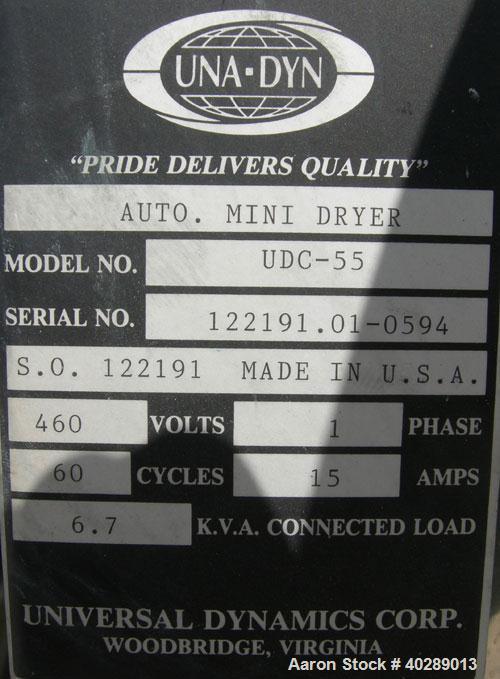 UNA·DYN
"PRIDE DELIVERS QUALITY"
AUTO. MINI DRYER
MODEL NO. UDC-55
SERIAL NO. 122191.01-0594
S.O. 122191 MADE IN U.S.A.
460 VOLTS 1 PHASE
60 CYCLES 15 AMPS
6.7 K.V.A. CONNECTED LOAD
UNIVERSAL DYNAMICS CORP.
WOODBRIDGE, VIRGINIA
Aaron Stock # 40289013